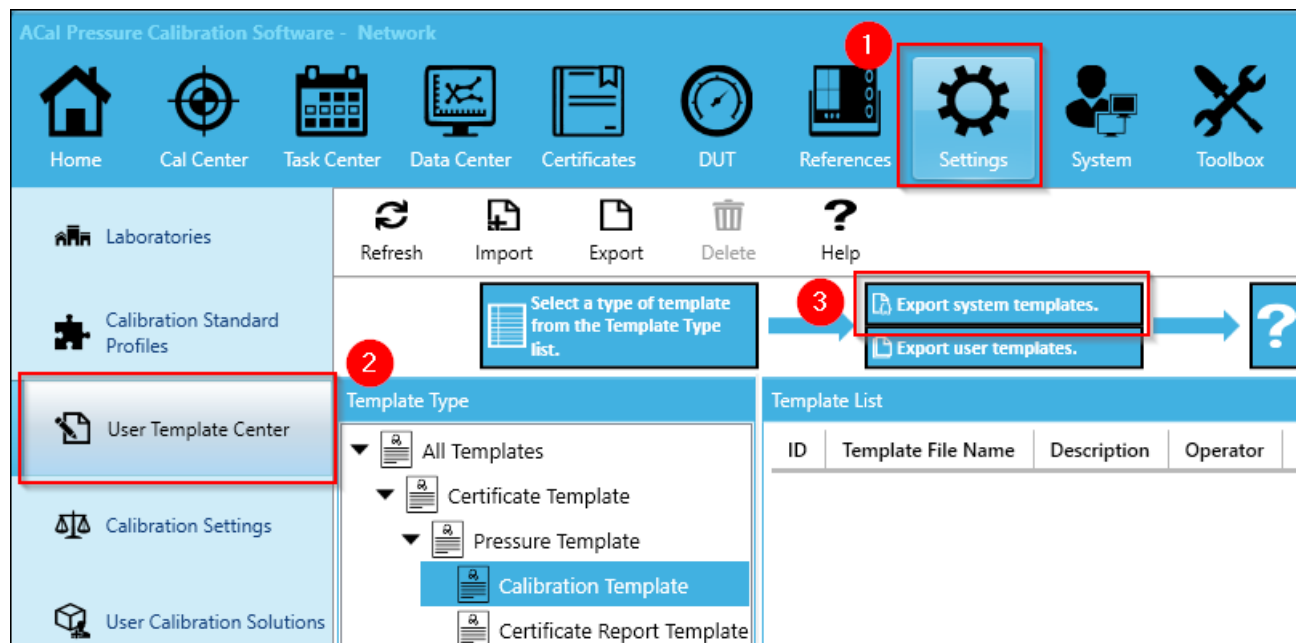 ACal Pressure Calibration Software - Network
1
Home
Cal Center
Task Center
Data Center
Certificates
DUT
References
Settings
System
Toolbox
Laboratories
Calibration Standard
Profiles
User Template Center
Calibration Settings
User Calibration Solutions
Refresh
Import
Export
Delete
?
Help
Select a type of template
from the Template Type
list.
3
Export system templates.
Export user templates.
?
2
Template Type
All Templates
Certificate Template
Pressure Template
Calibration Template
Certificate Report Template
Template List
ID
Template File Name
Description
Operator